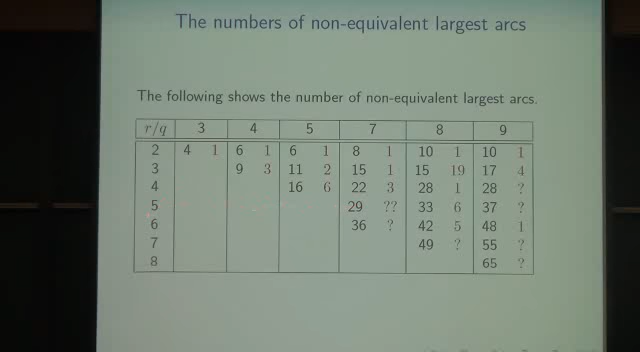 The numbers of non-equivalent largest arcs
The following shows the number of non-equivalent largest arcs.
r/q 3 4 5 7 8 9
2 4 1 6 1 6 1 8 1 10 1 10 1
3 9 3 11 2 15 1 15 19 17 4
4 16 6 22 3 28 1 28 ?
5 29 ?? 33 6 37 ?
6 36 ? 42 5 48 1
7 49 ? 55 ?
8 65 ?